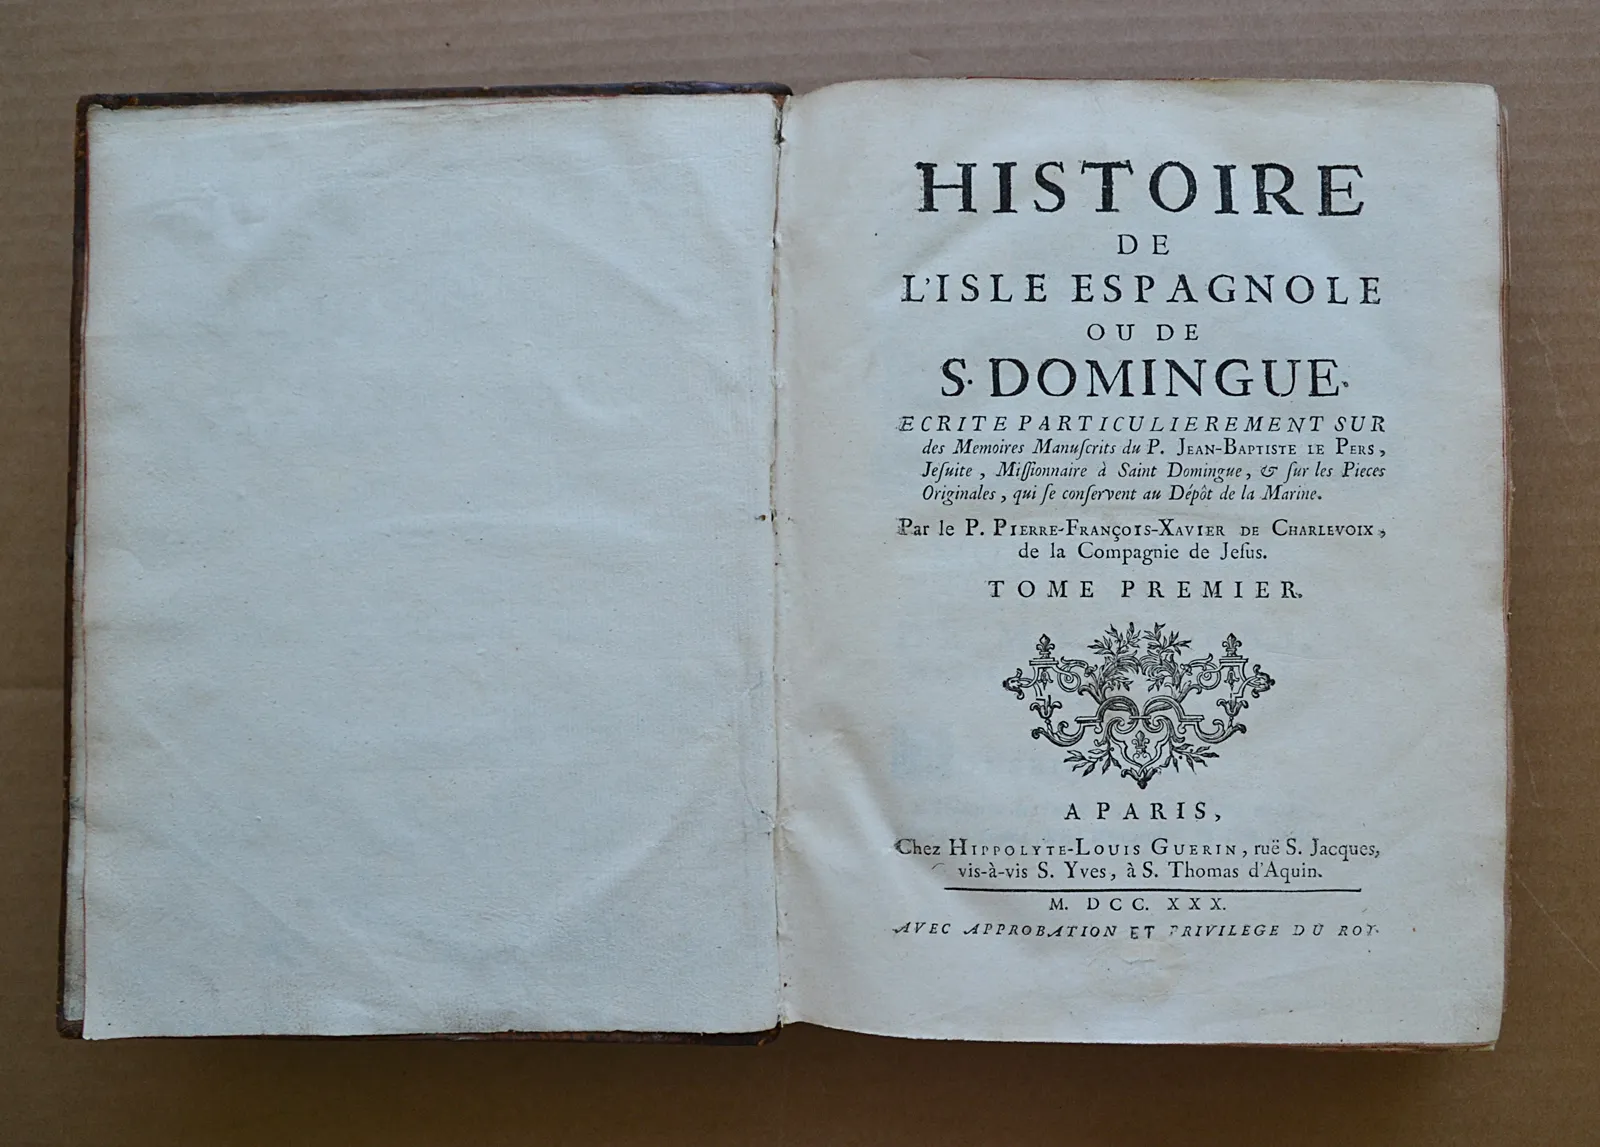 HISTOIRE
DE
L'ISLE ESPAGNOLE
OU DE
S. DOMINGUE.
ECRITE PARTICULIEREMENT SUR
des Memoires Manuſcrits du P. JEAN-BAPTISTE LE PERS,
Jeſuite, Miſſionnaire à Saint Domingue, & ſur les Pieces
Originales, qui ſe conſervent au Dépôt de la Marine.
Par le P. PIERRE-FRANÇOIS-XAVIER DE CHARLEVOIX,
de la Compagnie de Jeſus.
TOME PREMIER.
A PARIS,
Chez HIPPOLYTE-LOUIS GUERIN, ruë S. Jacques,
vis-à-vis S. Yves, à S. Thomas d'Aquin.
M. DCC. XXX.
AVEC APPROBATION ET PRIVILEGE DU ROY.